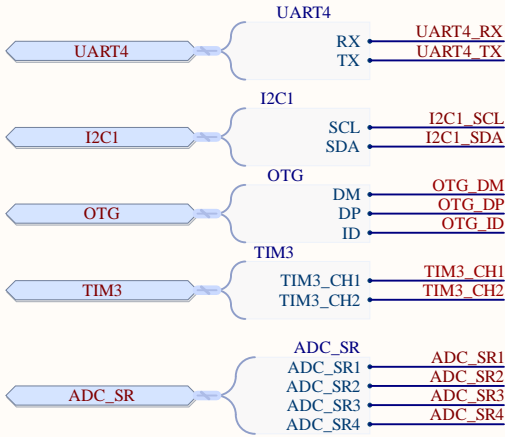 UART4
UART4 RX UART4_RX
TX UART4_TX
I2C1
I2C1 SCL I2C1_SCL
SDA I2C1_SDA
OTG
DM OTG_DM
OTG DP OTG_DP
ID OTG_ID
TIM3
TIM3 TIM3_CH1 TIM3_CH1
TIM3_CH2 TIM3_CH2
ADC_SR
ADC_SR1 ADC_SR1
ADC_SR ADC_SR2 ADC_SR2
ADC_SR3 ADC_SR3
ADC_SR4 ADC_SR4